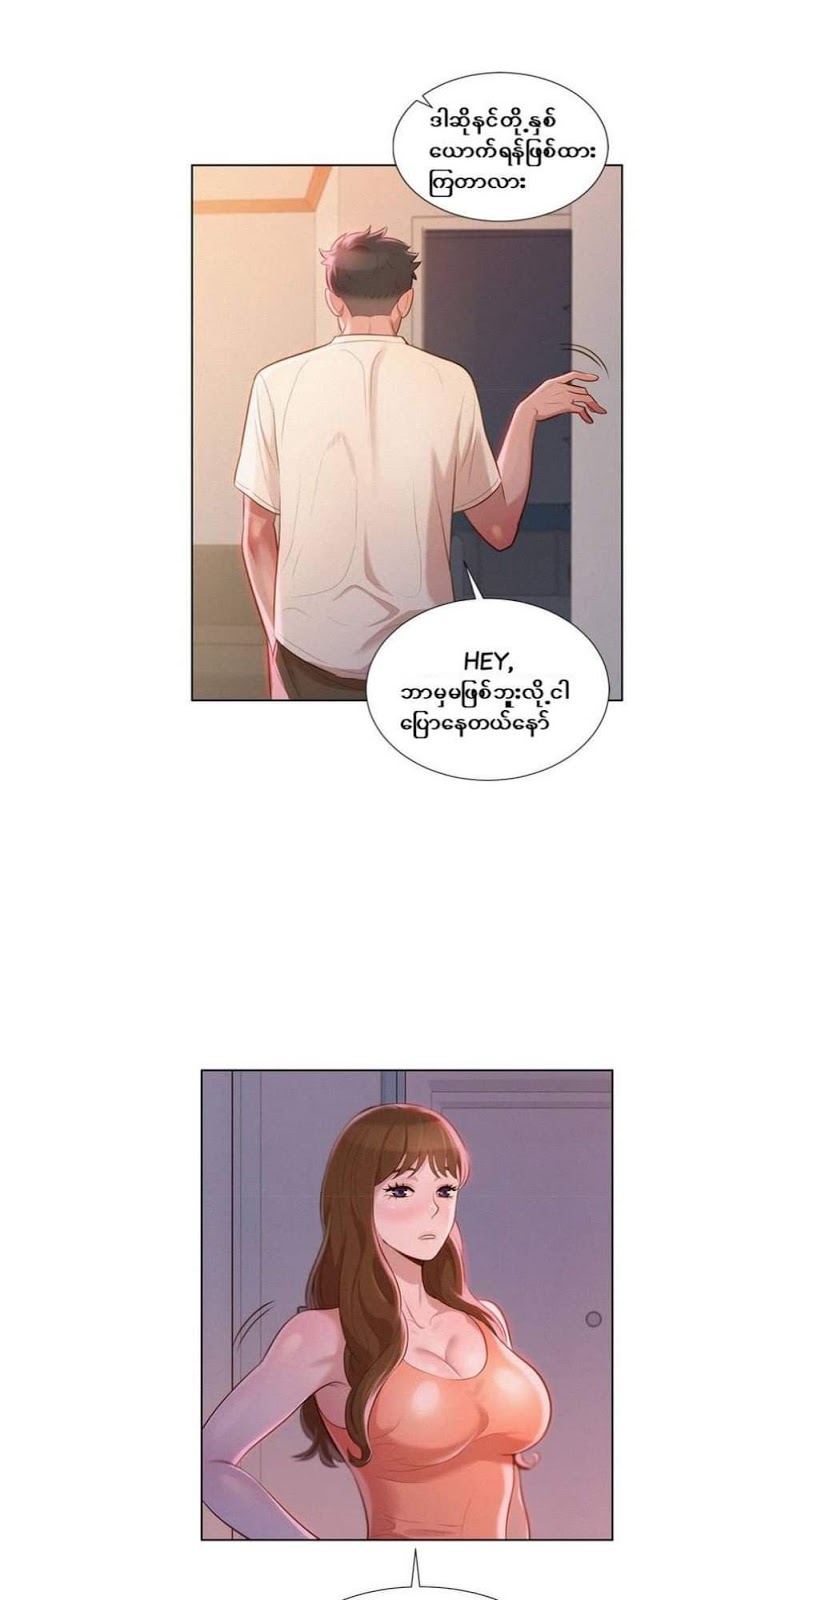 ဒါဆိုနင်တို့နှစ်
ယောက်ရန်ဖြစ်ထား
ကြတာလား
HEY,
ဘာမှမဖြစ်ဘူးလို့ငါ
ပြောနေတယ်နော်